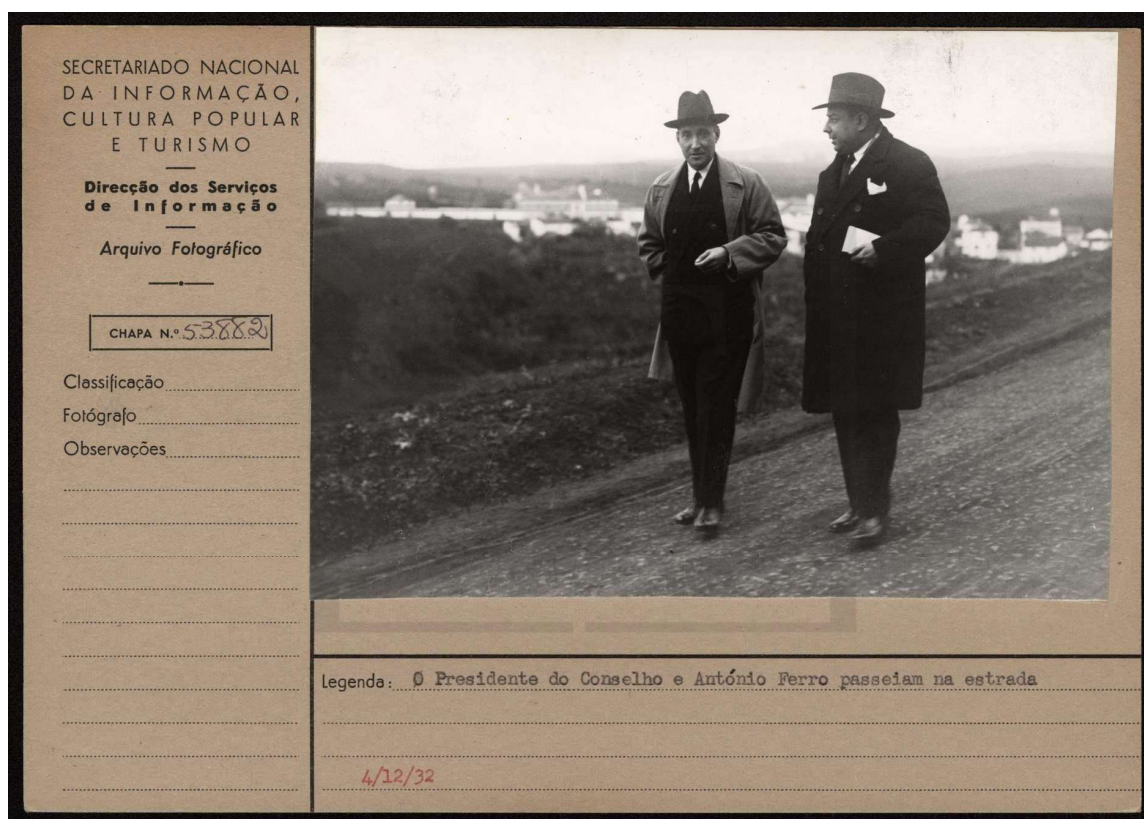 SECRETARIADO NACIONAL
DA INFORMAÇÃO,
CULTURA POPULAR
E TURISMO
Direcção dos Serviços
de Informação
Arquivo Fotográfico
CHAPA N.º 53882
Classificação
Fotógrafo
Observações
Legenda: O Presidente do Conselho e António Ferro passeiam na estrada
4/12/32